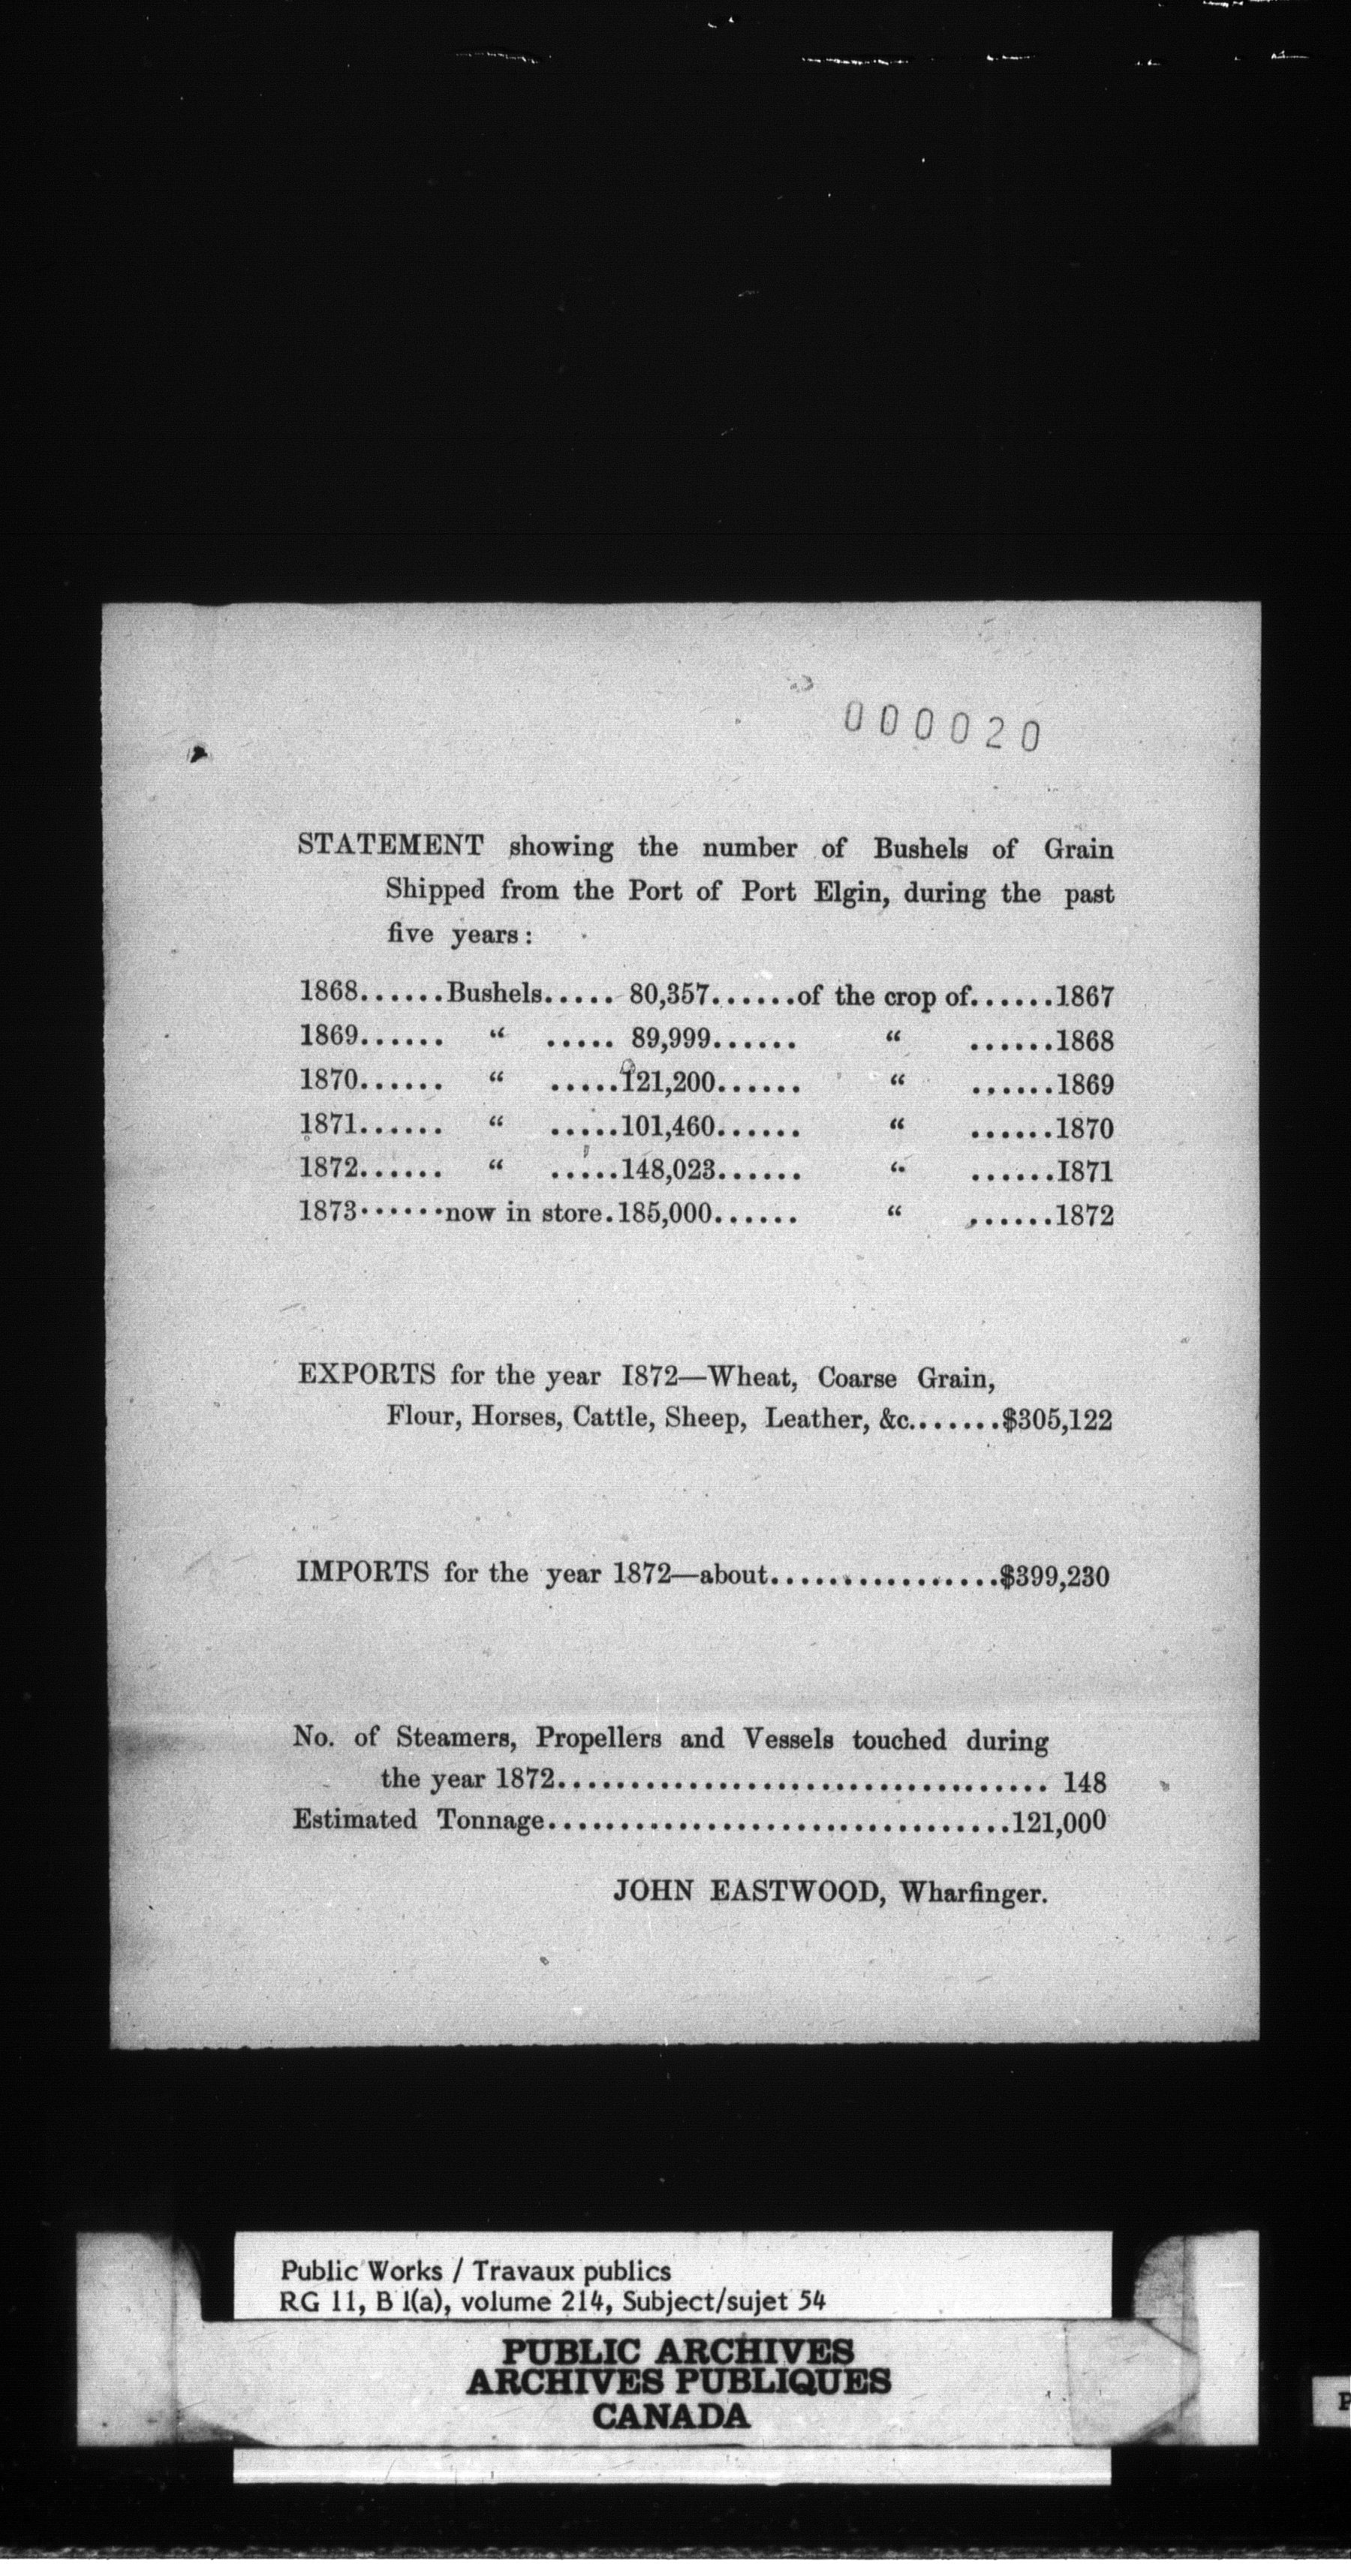 000020
STATEMENT showing the number of Bushels of Grain
Shipped from the Port of Port Elgin, during the past
five years:
1868......Bushels..... 80,357......of the crop of......1867
1869...... “ ..... 89,999...... “ ......1868
1870...... “ .....121,200...... “ ......1869
1871...... “ .....101,460...... “ ......1870
1872...... “ .....148,023...... “ ......1871
1873......now in store.185,000...... “ ......1872
EXPORTS for the year 1872—Wheat, Coarse Grain,
Flour, Horses, Cattle, Sheep, Leather, &c.......$305,122
IMPORTS for the year 1872—about................$399,230
No. of Steamers, Propellers and Vessels touched during
the year 1872.................................. 148
Estimated Tonnage................................121,000
JOHN EASTWOOD, Wharfinger.
Public Works / Travaux publics
RG 11, B 1(a), volume 214, Subject/sujet 54
PUBLIC ARCHIVES
ARCHIVES PUBLIQUES
CANADA